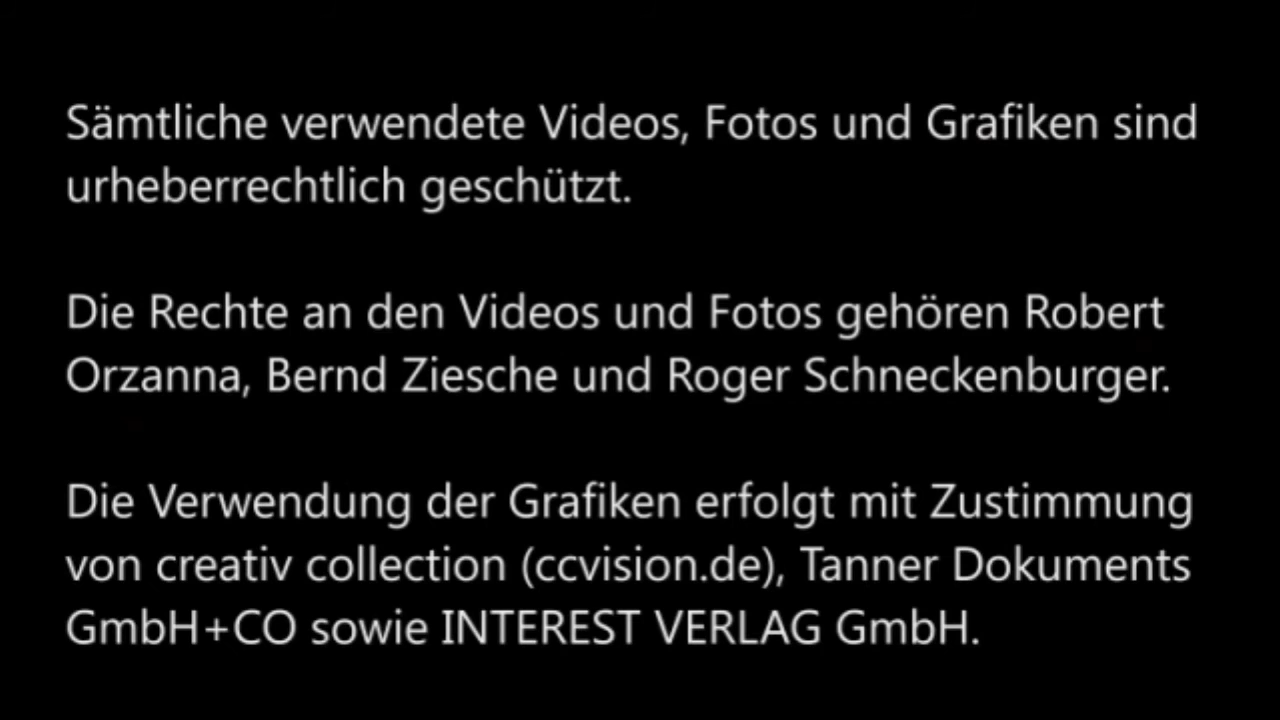 Sämtliche verwendete Videos, Fotos und Grafiken sind
urheberrechtlich geschützt.
Die Rechte an den Videos und Fotos gehören Robert
Orzanna, Bernd Ziesche und Roger Schneckenburger.
Die Verwendung der Grafiken erfolgt mit Zustimmung
von creativ collection (ccvision.de), Tanner Dokuments
GmbH+CO sowie INTEREST VERLAG GmbH.